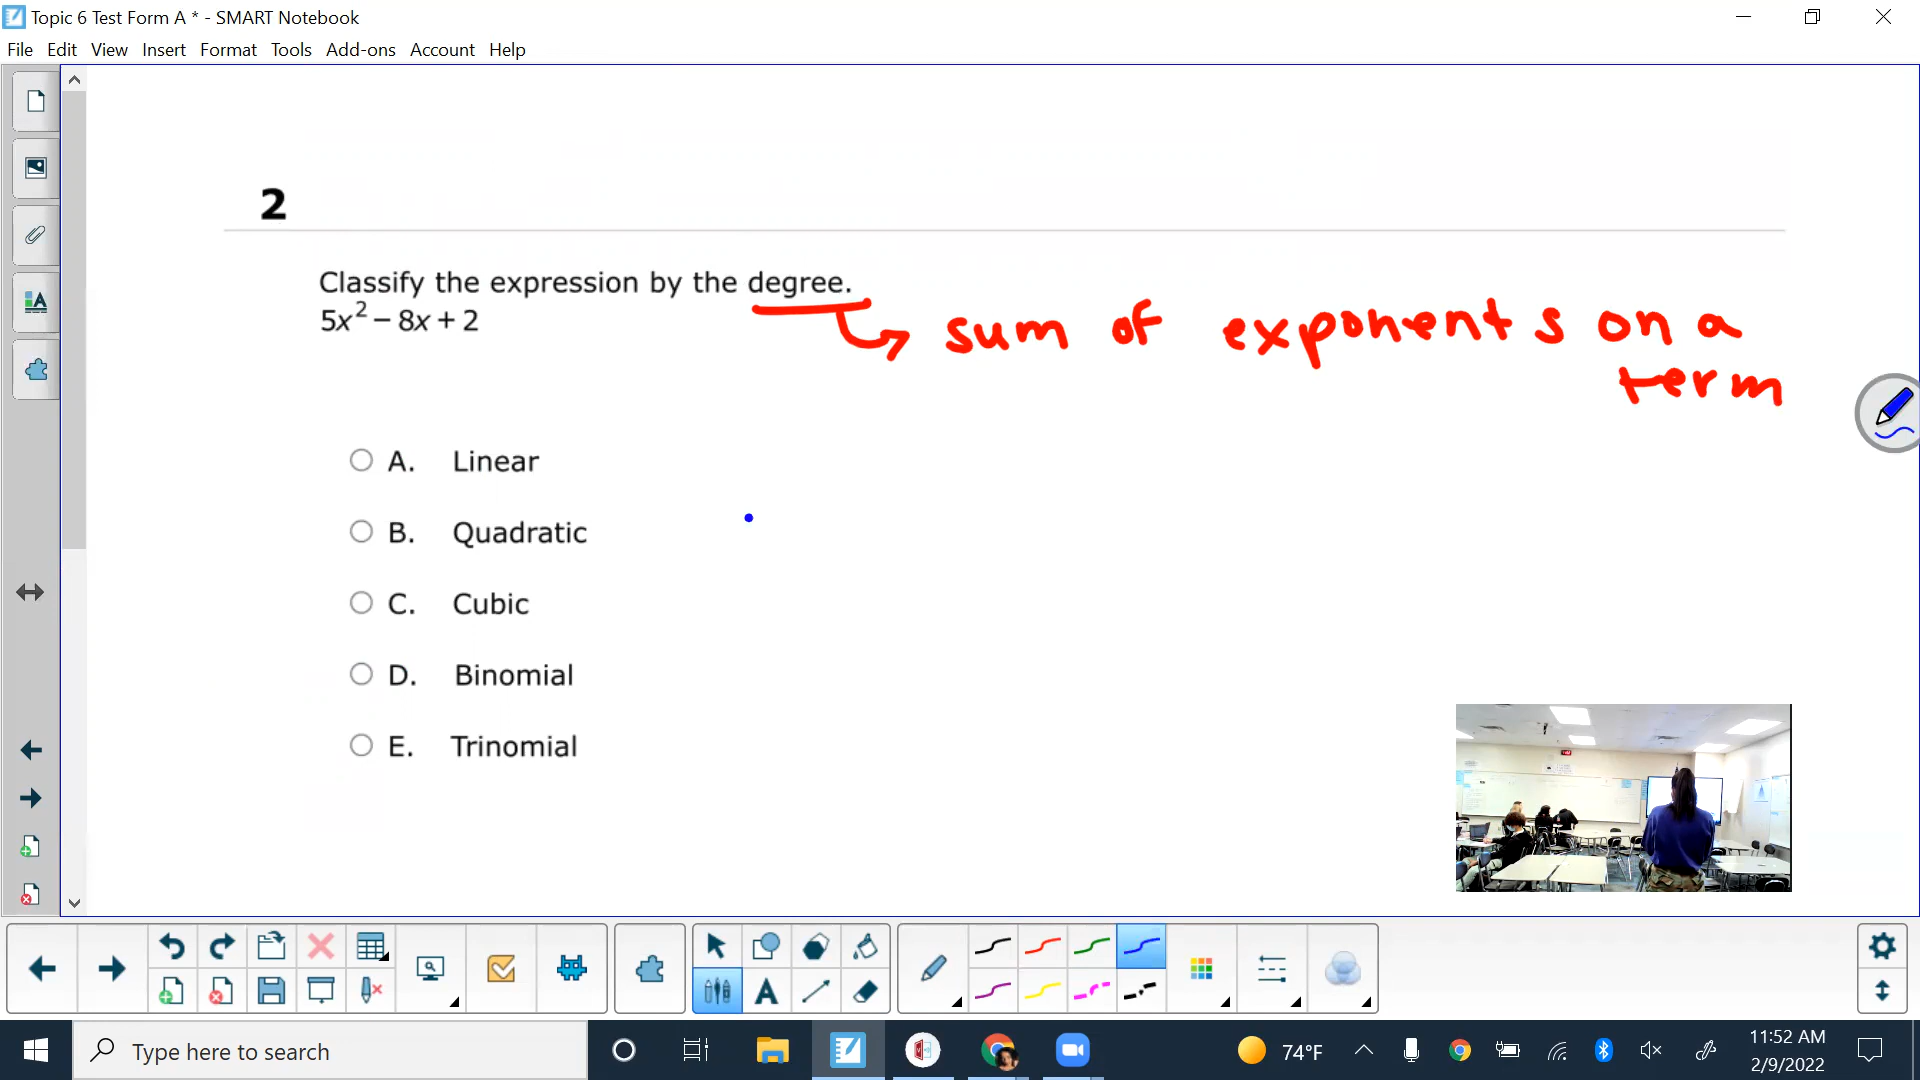 Topic 6 Test Form A * - SMART Notebook
File Edit View Insert Format Tools Add-ons Account Help
2
Classify the expression by the degree.
5x² − 8x + 2
sum of exponents on a
term
A. Linear
B. Quadratic
C. Cubic
D. Binomial
E. Trinomial
Type here to search
74°F
11:52 AM
2/9/2022